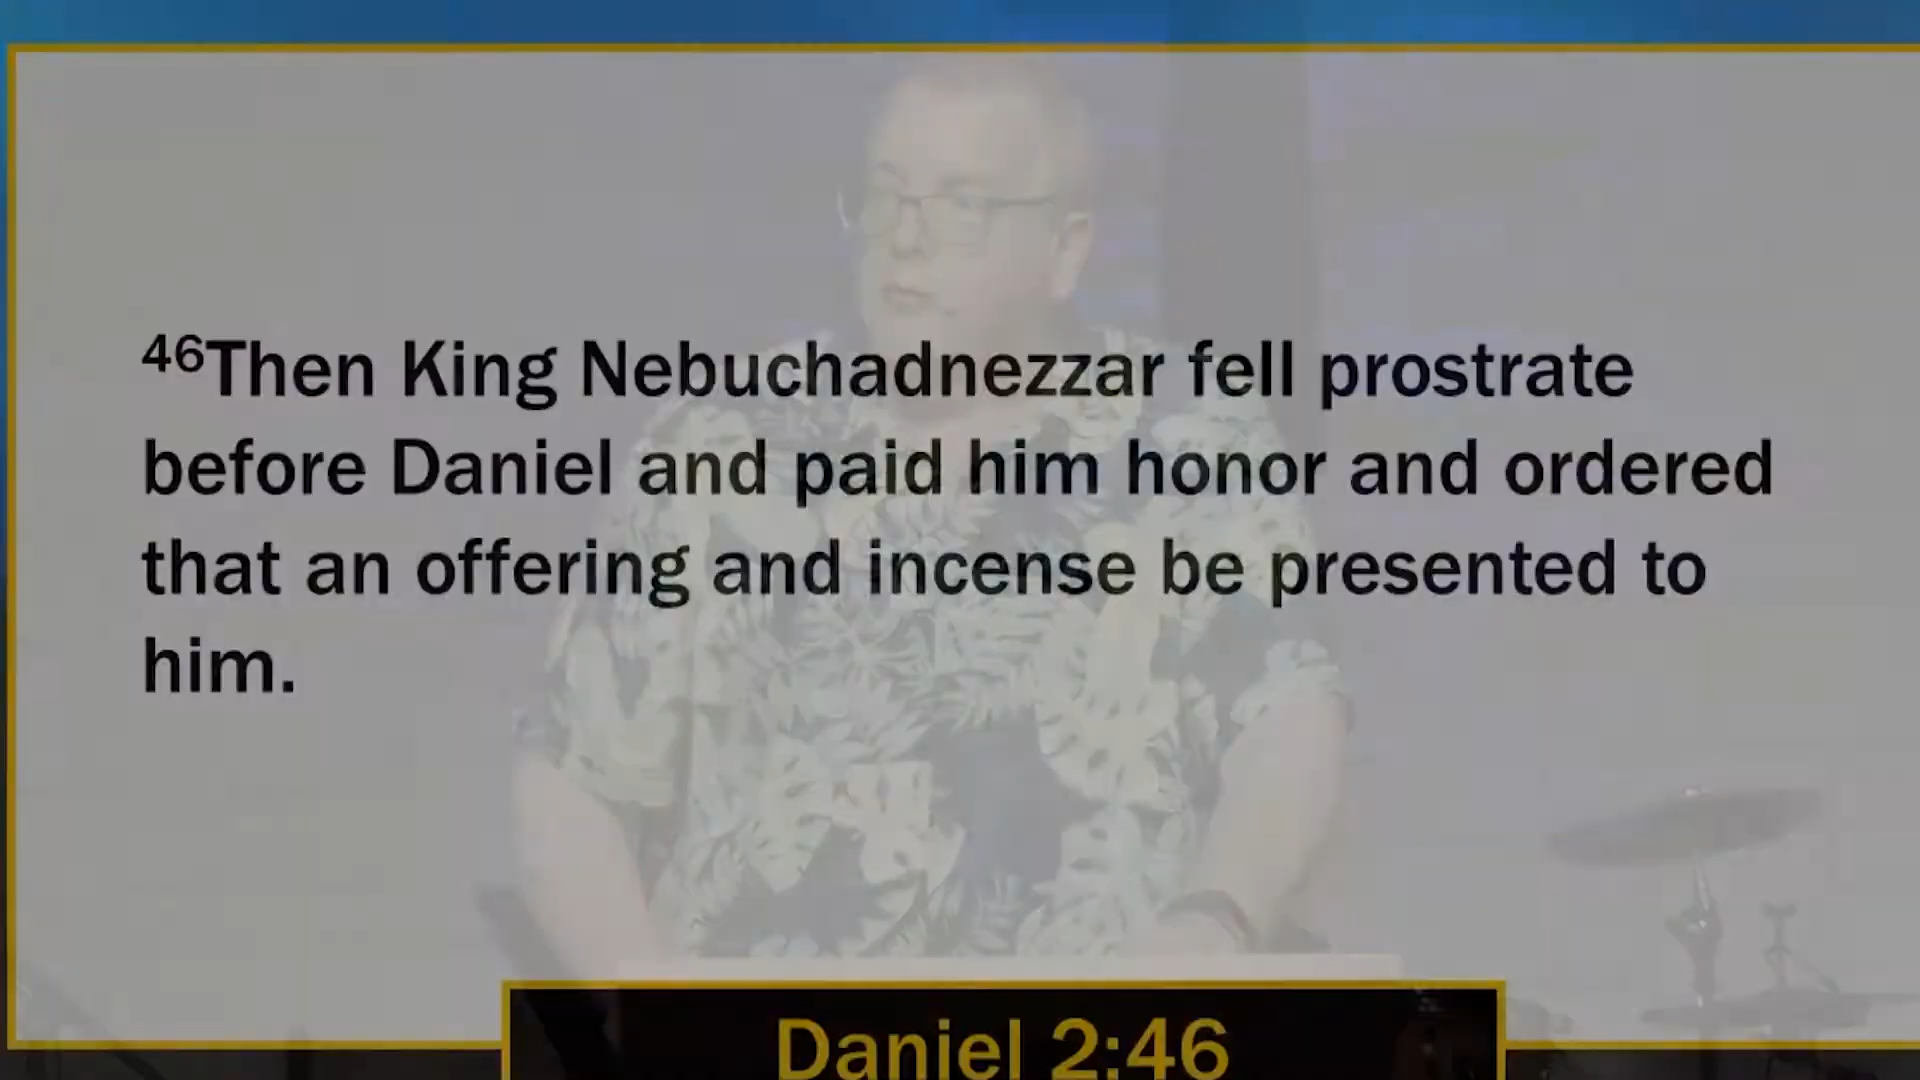 46Then King Nebuchadnezzar fell prostrate
before Daniel and paid him honor and ordered
that an offering and incense be presented to
him.
Daniel 2:46